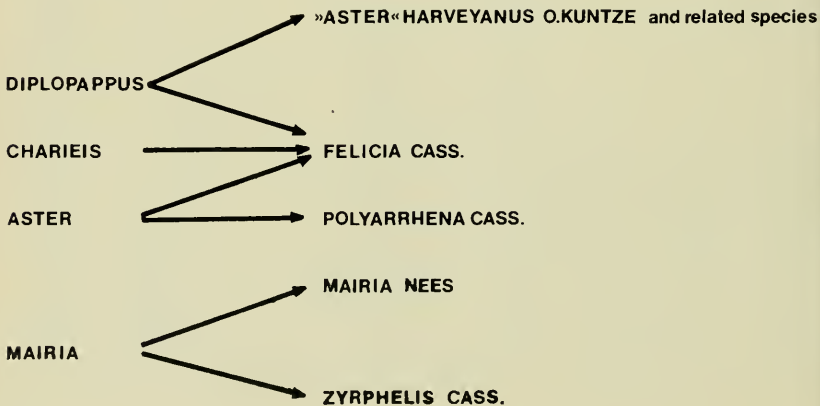 »ASTER« HARVEYANUS O.KUNTZE and related species
DIPLOPAPPUS
CHARIEIS
FELICIA CASS.
ASTER
POLYARRHENA CASS.
MAIRIA NEES
MAIRIA
ZYRPHELIS CASS.